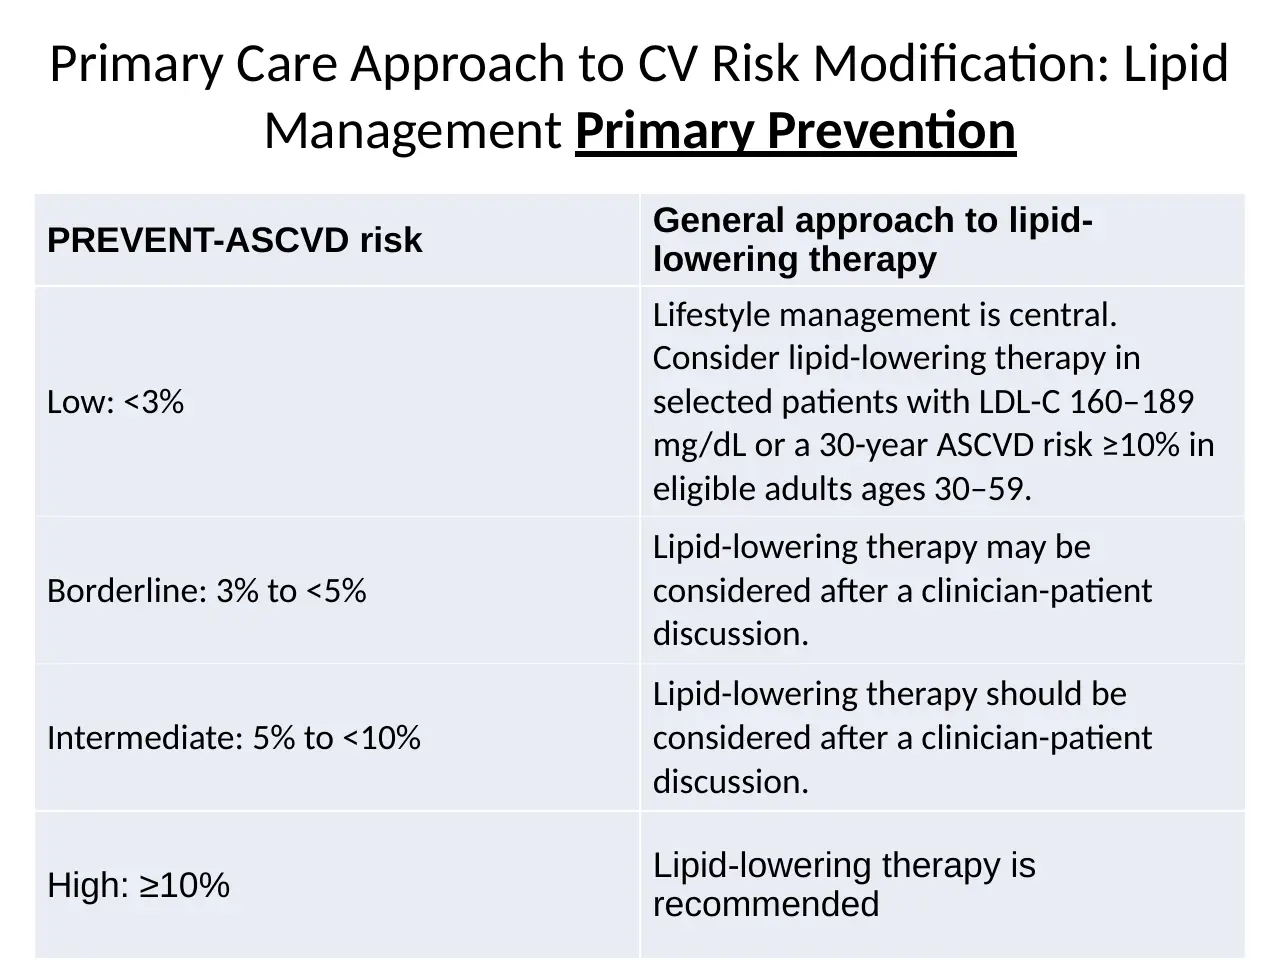 Primary Care Approach to CV Risk Modification: Lipid
Management Primary Prevention
PREVENT-ASCVD risk
General approach to lipid-
lowering therapy
Low: <3%
Lifestyle management is central.
Consider lipid-lowering therapy in
selected patients with LDL-C 160–189
mg/dL or a 30-year ASCVD risk ≥10% in
eligible adults ages 30–59.
Borderline: 3% to <5%
Lipid-lowering therapy may be
considered after a clinician-patient
discussion.
Intermediate: 5% to <10%
Lipid-lowering therapy should be
considered after a clinician-patient
discussion.
High: ≥10%
Lipid-lowering therapy is
recommended